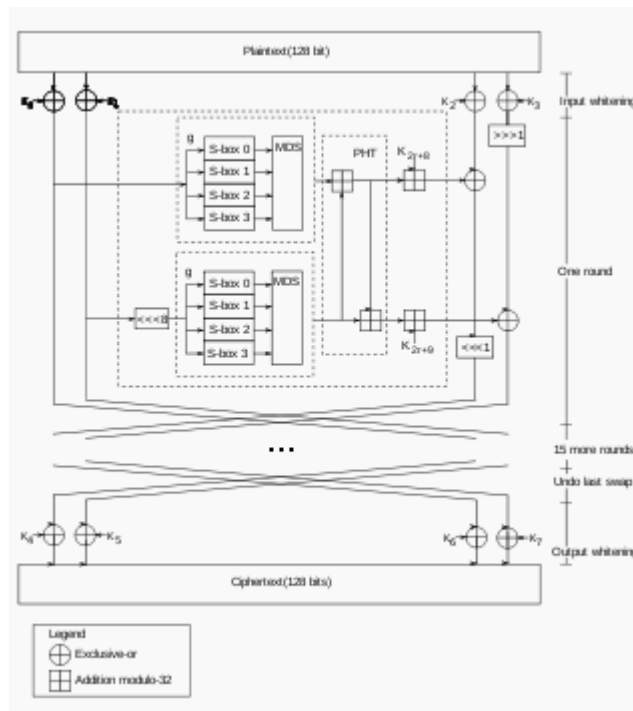 Plaintext(128 bit)
K₂ K₃ Input whitening
>>>1
g S-box 0 MDS PHT K2r+8
S-box 1
S-box 2
S-box 3
One round
g S-box 0 MDS
S-box 1
<<<8 S-box 2
S-box 3 K2r+9 <<<1
...
15 more rounds
Undo last swap
K4 K5 K6 K7
Output whitening
Ciphertext(128 bits)
Legend
Exclusive-or
Addition modulo-32